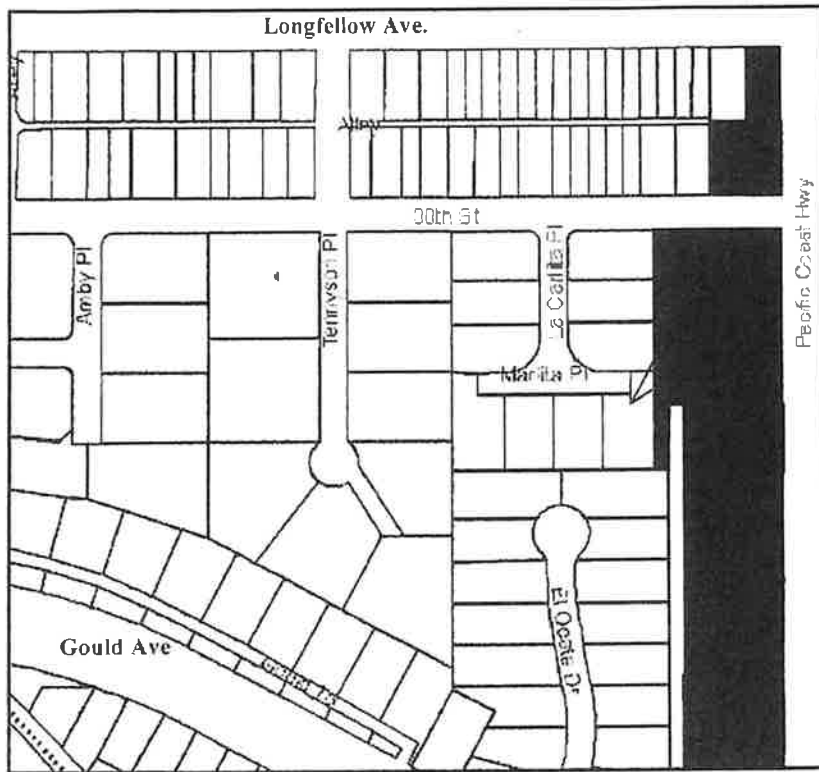 Longfellow Ave.
Alley
30th St
Pacific Coast Hwy
Amby Pl
Tennyson Pl
La Carlita Pl
Marlita Pl
El Oeste Dr
Gould Ave